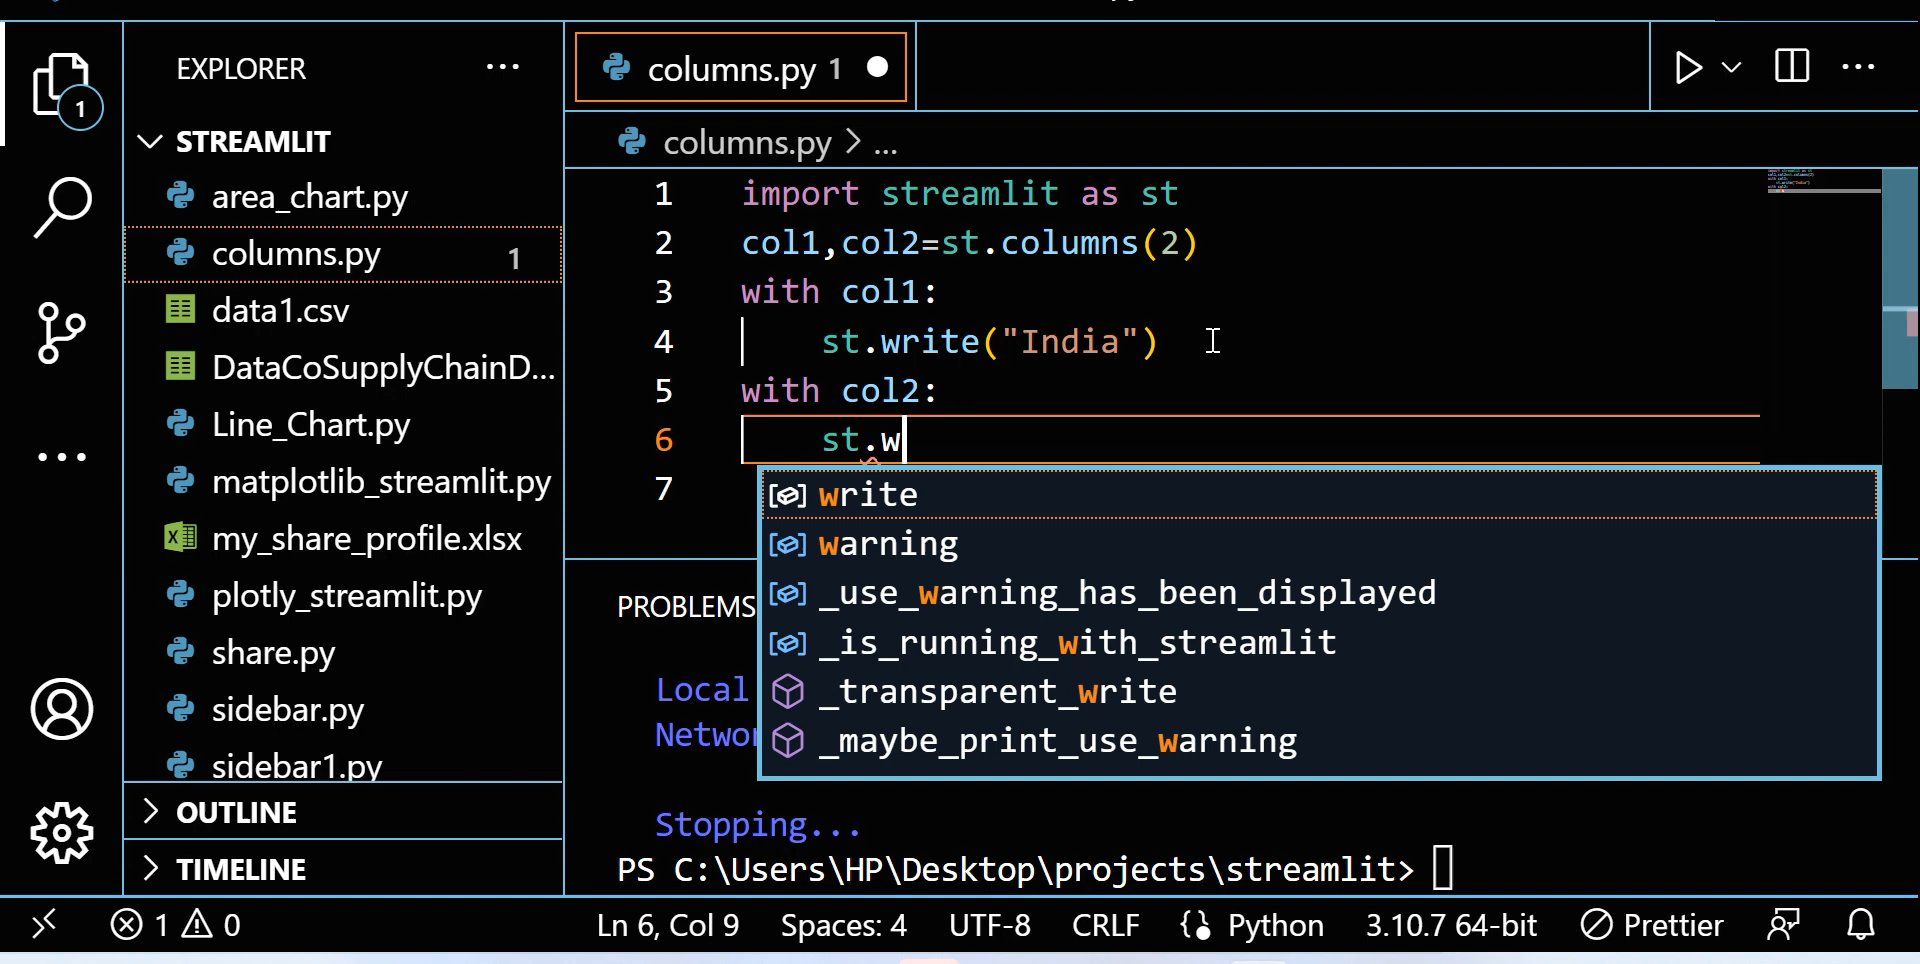 EXPLORER
STREAMLIT
area_chart.py
columns.py 1
data1.csv
DataCoSupplyChainD...
Line_Chart.py
matplotlib_streamlit.py
my_share_profile.xlsx
plotly_streamlit.py
share.py
sidebar.py
sidebar1.py
OUTLINE
TIMELINE
1
columns.py 1
columns.py > ...
1 import streamlit as st
2 col1,col2=st.columns(2)
3 with col1:
4 st.write("India")
5 with col2:
6 st.w
7
write
warning
_use_warning_has_been_displayed
_is_running_with_streamlit
_transparent_write
_maybe_print_use_warning
PROBLEMS
Local
Networ
Stopping...
PS C:\Users\HP\Desktop\projects\streamlit>
1 0 Ln 6, Col 9 Spaces: 4 UTF-8 CRLF Python 3.10.7 64-bit Prettier